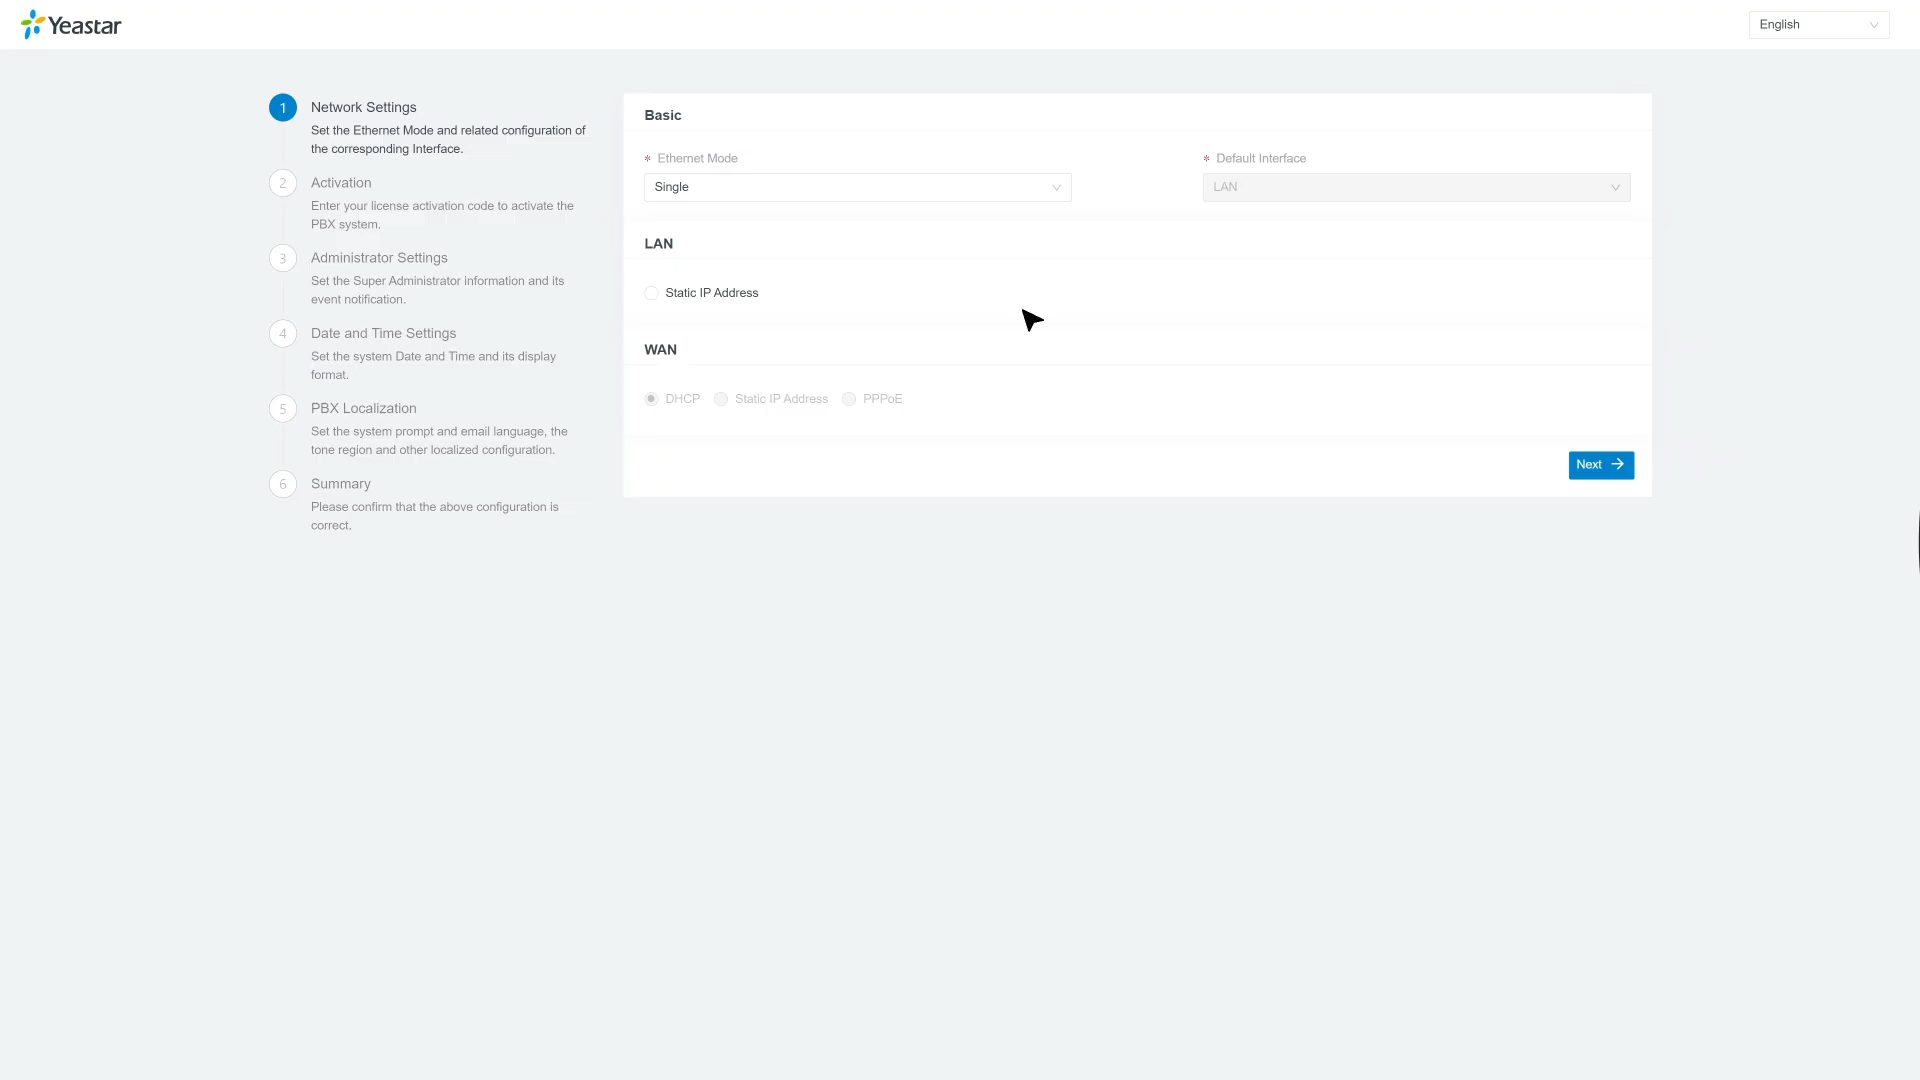 Yeastar
English
1
Network Settings
Set the Ethernet Mode and related configuration of
the corresponding Interface.
2
Activation
Enter your license activation code to activate the
PBX system.
3
Administrator Settings
Set the Super Administrator information and its
event notification.
4
Date and Time Settings
Set the system Date and Time and its display
format.
5
PBX Localization
Set the system prompt and email language, the
tone region and other localized configuration.
6
Summary
Please confirm that the above configuration is
correct.
Basic
* Ethernet Mode
* Default Interface
Single
LAN
LAN
Static IP Address
WAN
DHCP Static IP Address PPPoE
Next